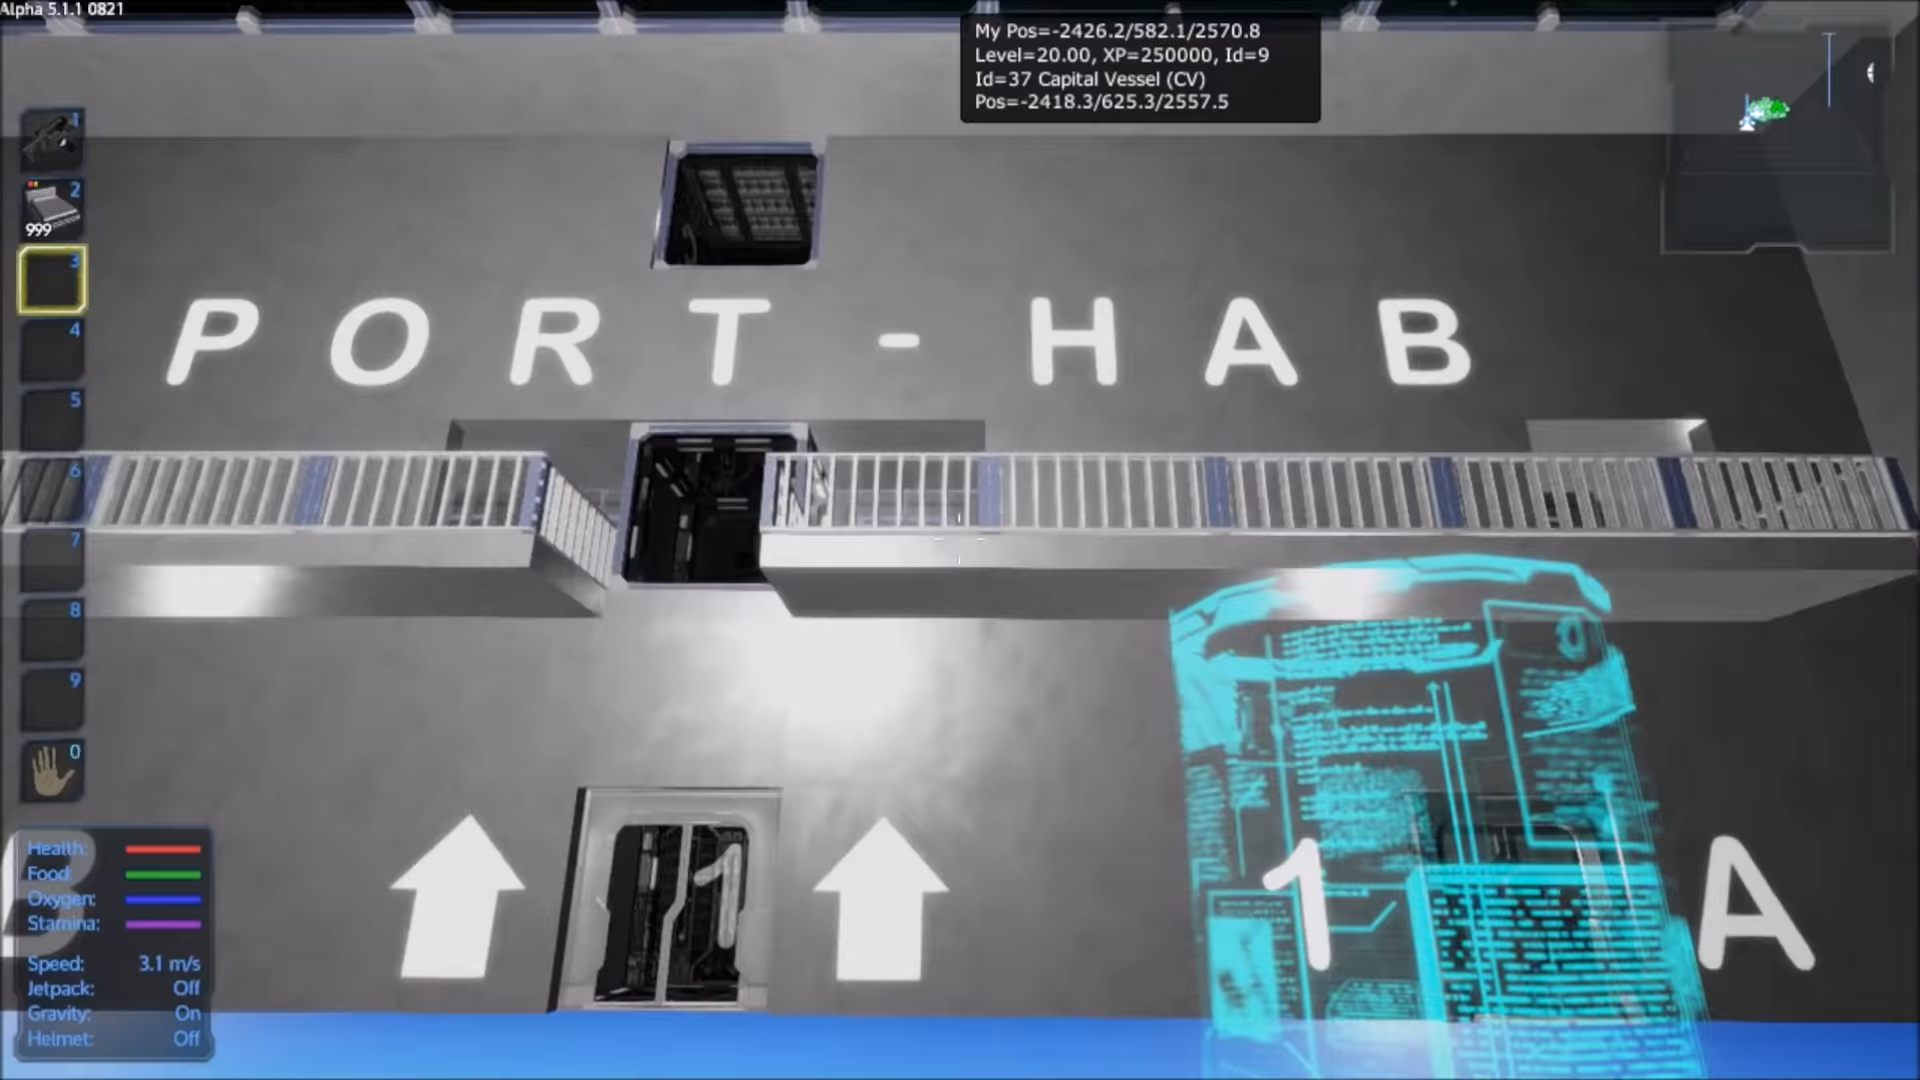 Alpha 5.1.1 0821
My Pos=-2426.2/582.1/2570.8
Level=20.00, XP=250000, Id=9
Id=37 Capital Vessel (CV)
Pos=-2418.3/625.3/2557.5
1
2
999
3
4
5
6
7
8
9
0
PORT-HAB
1
1 A
B
Health:
Food:
Oxygen:
Stamina:
Speed: 3.1 m/s
Jetpack: Off
Gravity: On
Helmet: Off